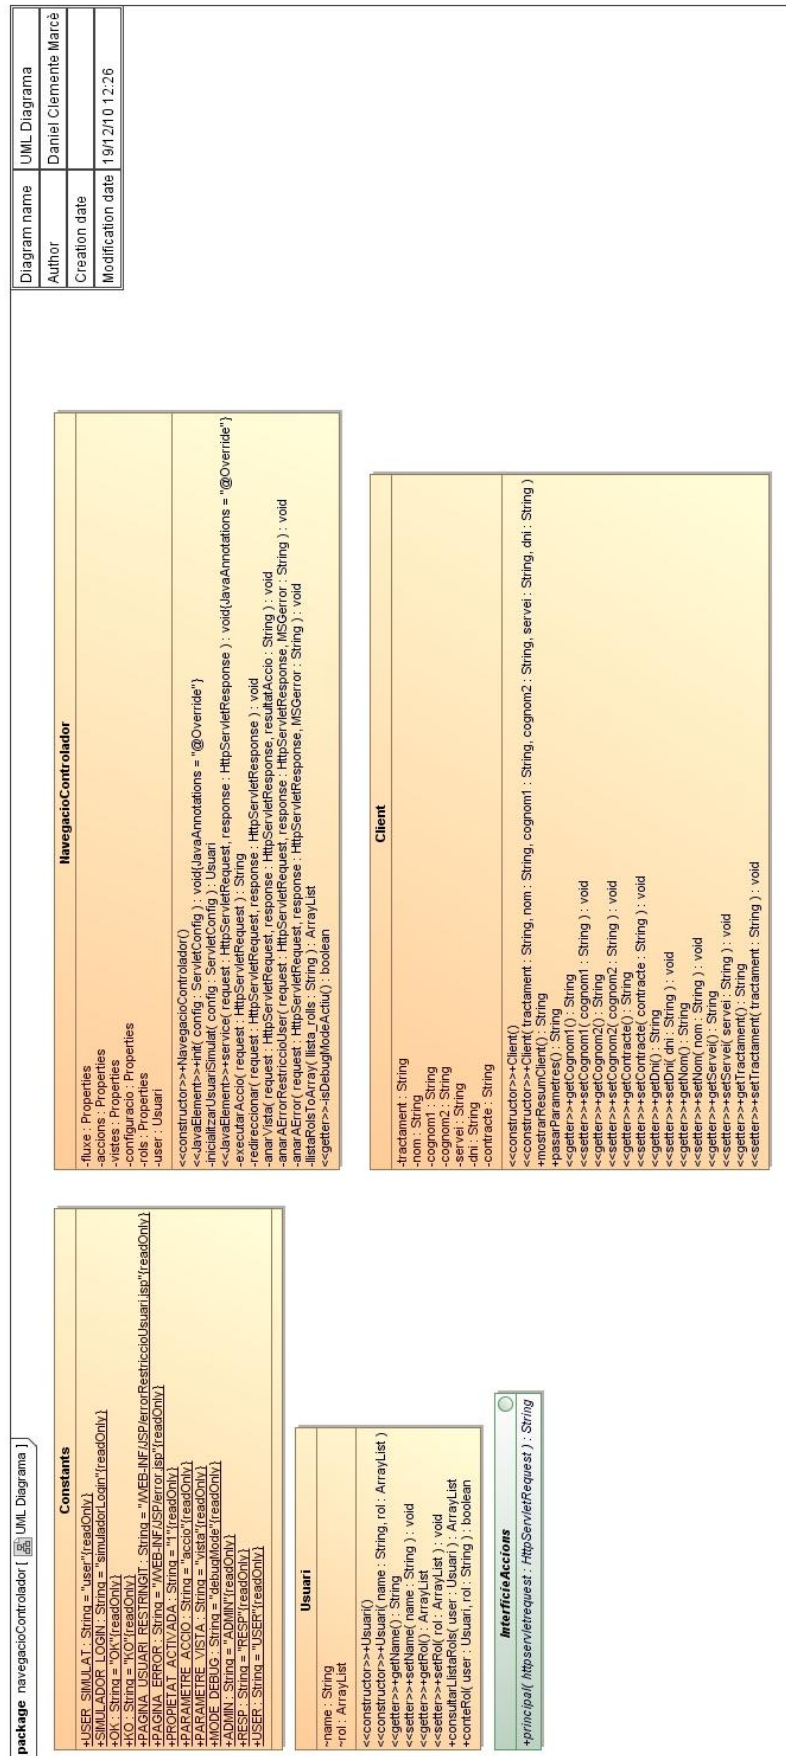 package navegacioControlador [ UML Diagrama ]
Diagram name UML Diagrama
Author Daniel Clemente Marcè
Creation date
Modification date 19/12/10 12:26
Constants
+USER_SIMULAT : String = "user"{readOnly}
+SIMULADOR_LOGIN : String = "simuladorLogin"{readOnly}
+OK : String = "OK"{readOnly}
+KO : String = "KO"{readOnly}
+PAGINA_USUARI_RESTRINGIT : String = "/WEB-INF/JSP/errorRestriccioUsuari.jsp"{readOnly}
+PAGINA_ERROR : String = "/WEB-INF/JSP/error.jsp"{readOnly}
+PROPIETAT_ACTIVADA : String = "1"{readOnly}
+PARAMETRE_ACCIO : String = "accio"{readOnly}
+PARAMETRE_VISTA : String = "vista"{readOnly}
+MODE_DEBUG : String = "debugMode"{readOnly}
+ADMIN : String = "ADMIN"{readOnly}
+RESP : String = "RESP"{readOnly}
+USER : String = "USER"{readOnly}
NavegacioControlador
-fluxe : Properties
-accions : Properties
-vistes : Properties
-configuracio : Properties
-rols : Properties
-user : Usuari
<<constructor>>+NavegacioControlador()
<<JavaElement>>+init( config : ServletConfig ) : void{JavaAnnotations = "@Override"}
-inicialitzarUsuariSimulat( config : ServletConfig ) : Usuari
<<JavaElement>>+service( request : HttpServletRequest, response : HttpServletResponse ) : void{JavaAnnotations = "@Override"}
-executarAccio( request : HttpServletRequest ) : String
-redireccionar( request : HttpServletRequest, response : HttpServletResponse ) : void
-anarVista( request : HttpServletRequest, response : HttpServletResponse, resultatAccio : String ) : void
-anarAErrorRestriccioUser( request : HttpServletRequest, response : HttpServletResponse, MSGerror : String ) : void
-anarAError( request : HttpServletRequest, response : HttpServletResponse, MSGerror : String ) : void
-llistaRolsToArray( llista_rolls : String ) : ArrayList
<<getter>>-isDebugModeActiu() : boolean
Usuari
~name : String
~rol : ArrayList
<<constructor>>+Usuari()
<<constructor>>+Usuari( name : String, rol : ArrayList )
<<getter>>+getName() : String
<<setter>>+setName( name : String ) : void
<<getter>>+getRol() : ArrayList
<<setter>>+setRol( rol : ArrayList ) : void
+consultarLlistaRols( user : Usuari ) : ArrayList
+conteRol( user : Usuari, rol : String ) : boolean
Client
-tractament : String
-nom : String
-cognom1 : String
-cognom2 : String
-servei : String
-dni : String
-contracte : String
<<constructor>>+Client()
<<constructor>>+Client( tractament : String, nom : String, cognom1 : String, cognom2 : String, servei : String, dni : String )
+mostrarResumClient() : String
+pasarParametres() : String
<<getter>>+getCognom1() : String
<<setter>>+setCognom1( cognom1 : String ) : void
<<getter>>+getCognom2() : String
<<setter>>+setCognom2( cognom2 : String ) : void
<<getter>>+getContracte() : String
<<setter>>+setContracte( contracte : String ) : void
<<getter>>+getDni() : String
<<setter>>+setDni( dni : String ) : void
<<getter>>+getNom() : String
<<setter>>+setNom( nom : String ) : void
<<getter>>+getServei() : String
<<setter>>+setServei( servei : String ) : void
<<getter>>+getTractament() : String
<<setter>>+setTractament( tractament : String ) : void
InterficieAccions
+principal( httpservletrequest : HttpServletRequest ) : String